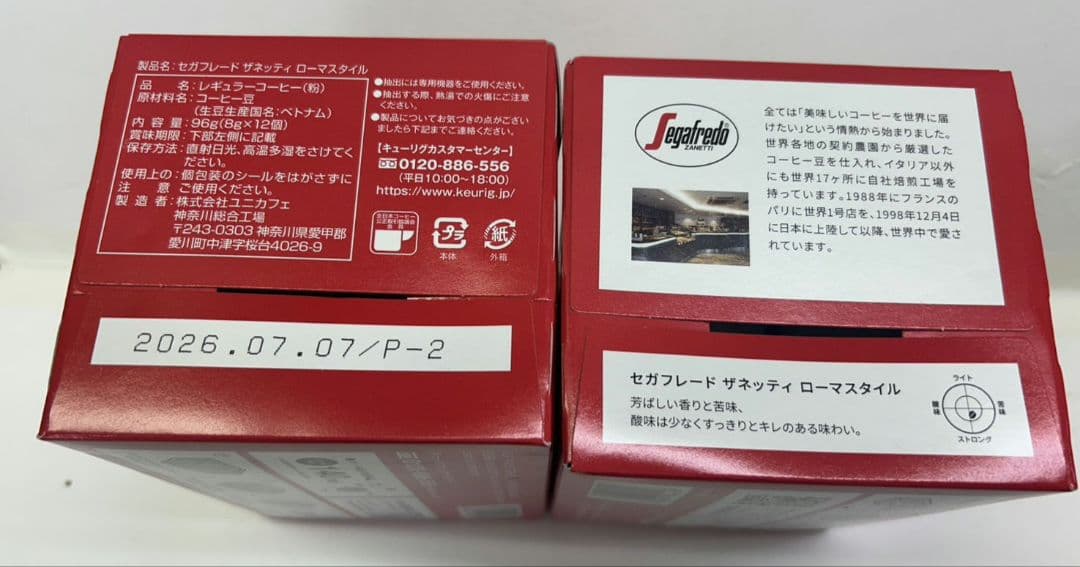 製品名：セガフレード ザネッティ ローマスタイル
品 名：レギュラーコーヒー（粉）
原材料名：コーヒー豆
（生豆生産国名：ベトナム）
内 容 量：96g（8g×12個）
賞味期限：下部左側に記載
保存方法：直射日光、高温多湿をさけてく
ださい。
使用上の：個包装のシールをはがさずに
注 意 ご使用ください。
製 造 者：株式会社ユニカフェ
神奈川総合工場
〒243-0303 神奈川県愛甲郡
愛川町中津字桜台4026-9
●抽出には専用機器をご使用ください。
●抽出する際、熱湯での火傷にご注意
ください。
●製品についてお気づきの点がござい
ましたら下記までご連絡ください。
【キューリグカスタマーセンター】
0120-886-556
（平日10:00～18:00）
https://www.keurig.jp/
全日本コーヒー
公正取引協議会
会員
プラ
本体
紙
外箱
2026.07.07/P-2
Segafredo
ZANETTI
全ては「美味しいコーヒーを世界に届
けたい」という情熱から始まりました。
世界各地の契約農園から厳選した
コーヒー豆を仕入れ、イタリア以外
にも世界17ヶ所に自社焙煎工場を
持っています。1988年にフランスの
パリに世界1号店を、1998年12月4日
に日本に上陸して以降、世界中で愛さ
れています。
セガフレード ザネッティ ローマスタイル
芳ばしい香りと苦味、
酸味は少なくすっきりとキレのある味わい。
ライト
酸味
苦味
ストロング